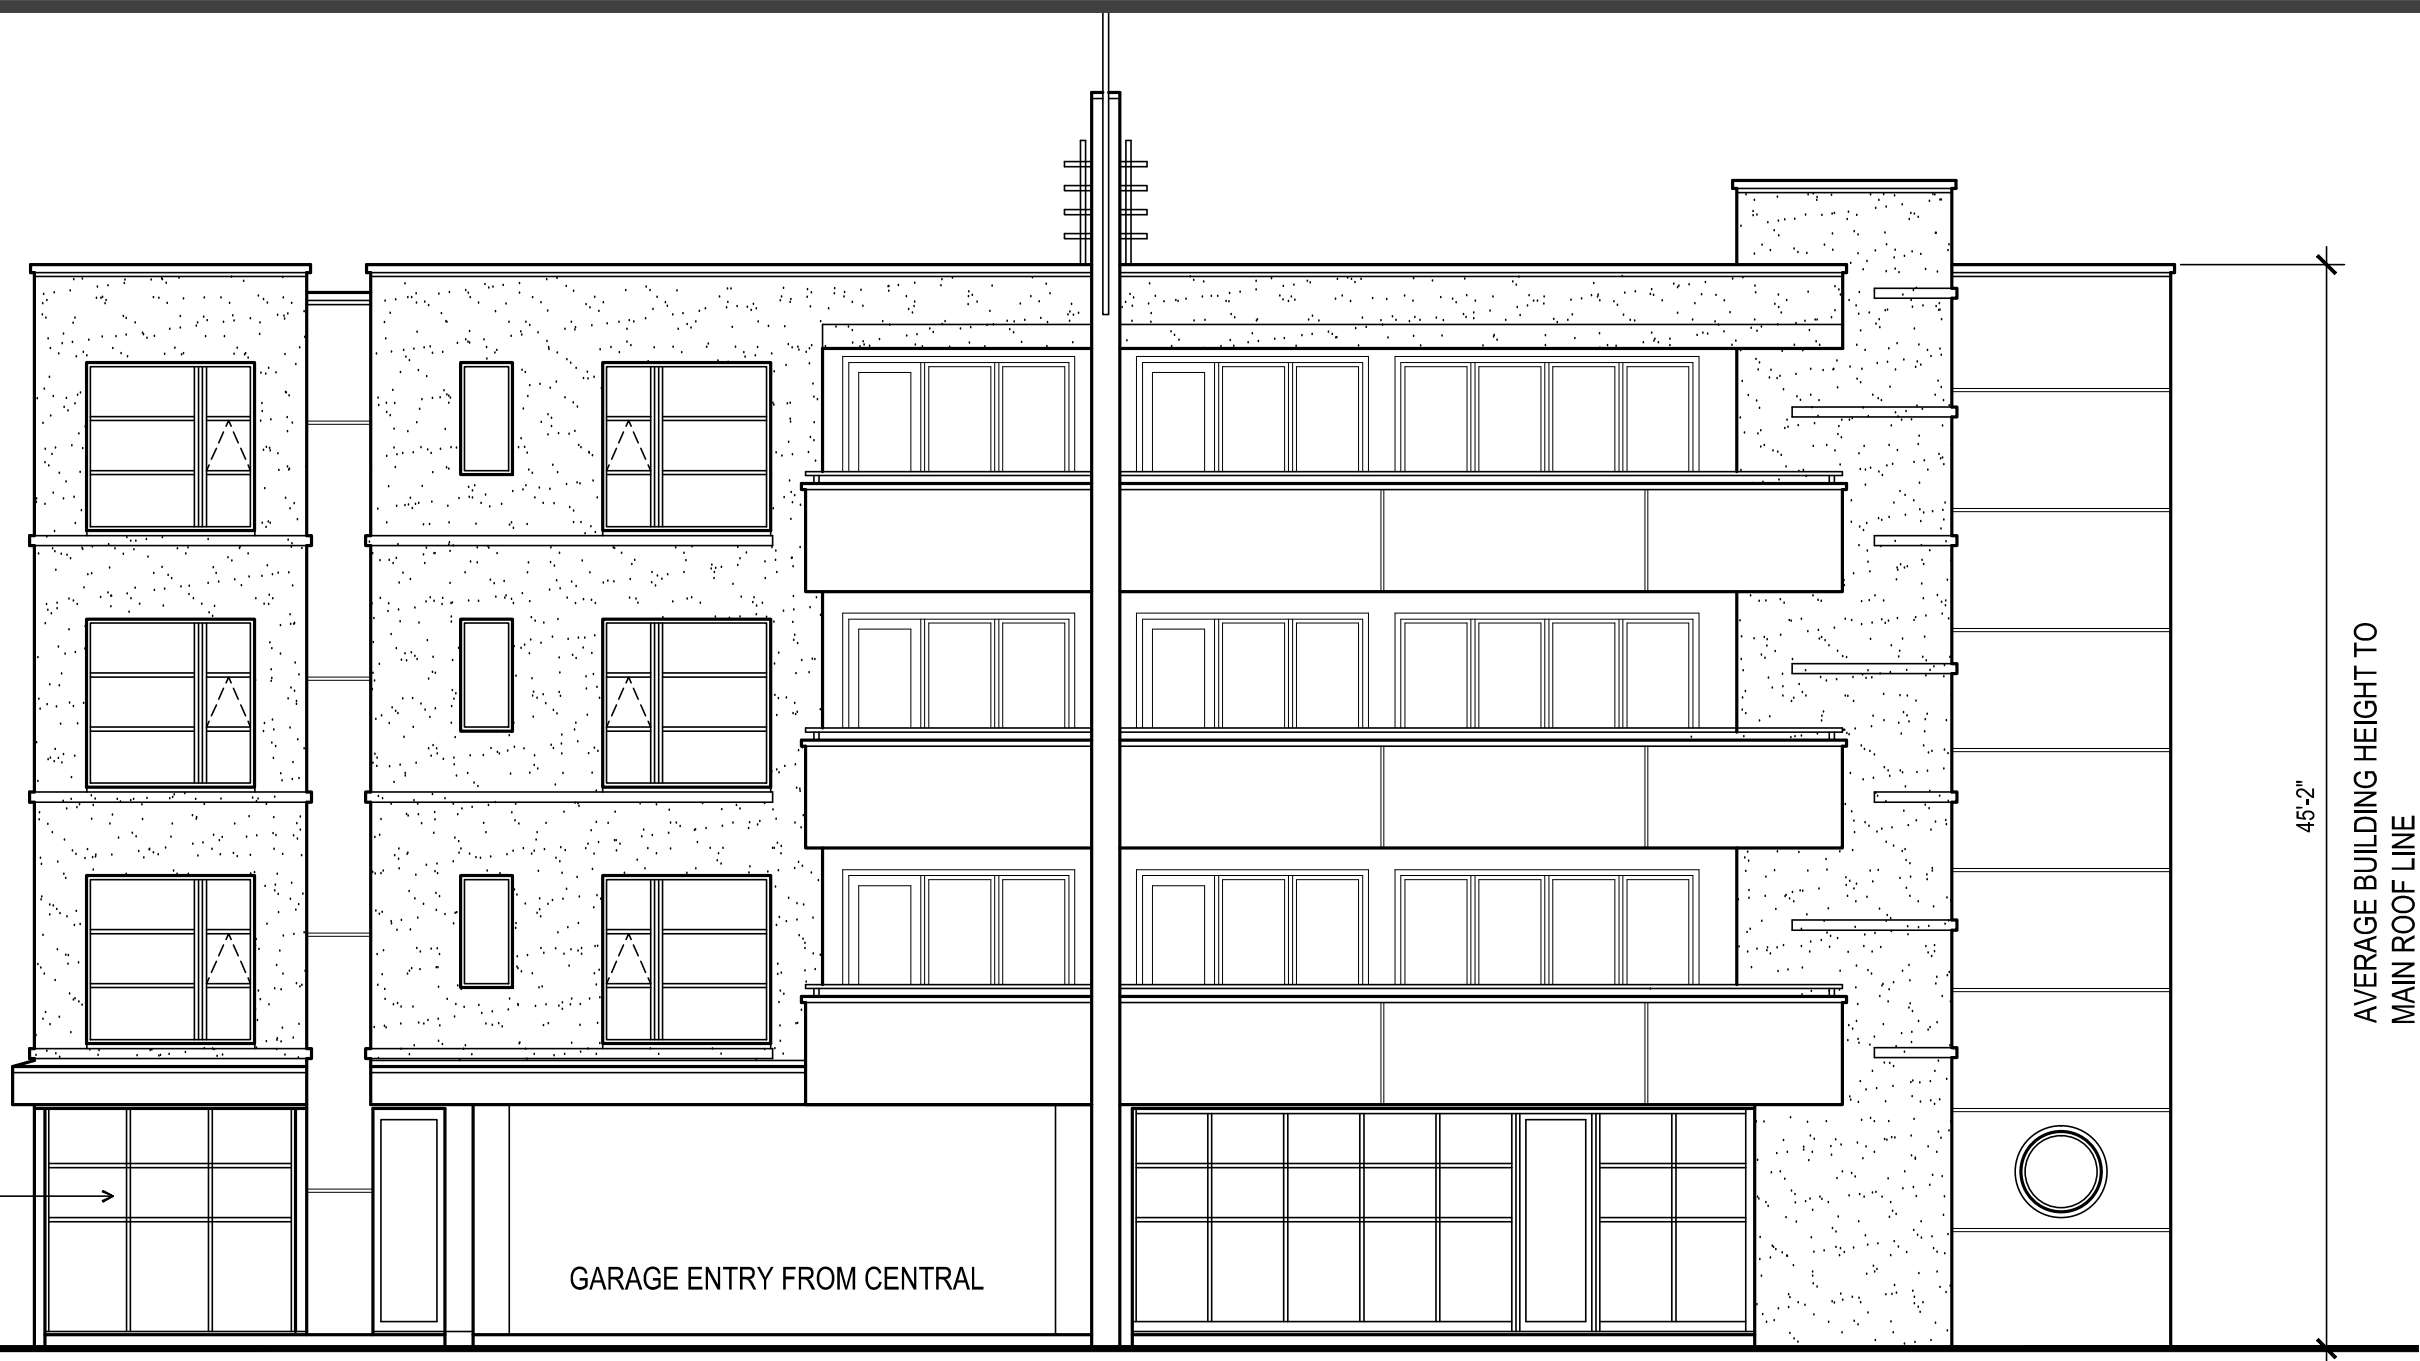 GARAGE ENTRY FROM CENTRAL
45'-2"
AVERAGE BUILDING HEIGHT TO
MAIN ROOF LINE